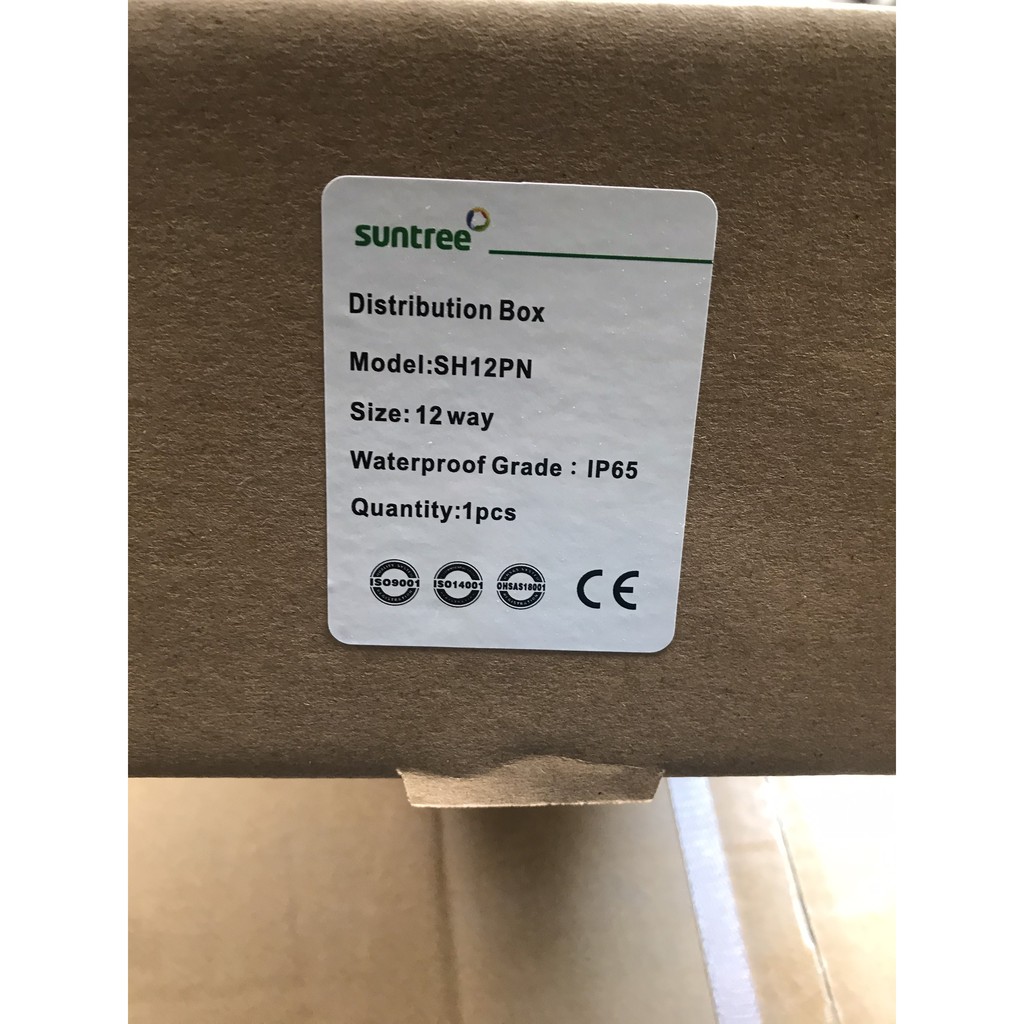 suntree
Distribution Box
Model:SH12PN
Size: 12 way
Waterproof Grade : IP65
Quantity:1pcs
ISO9001 ISO14001 OHSAS18001 CE